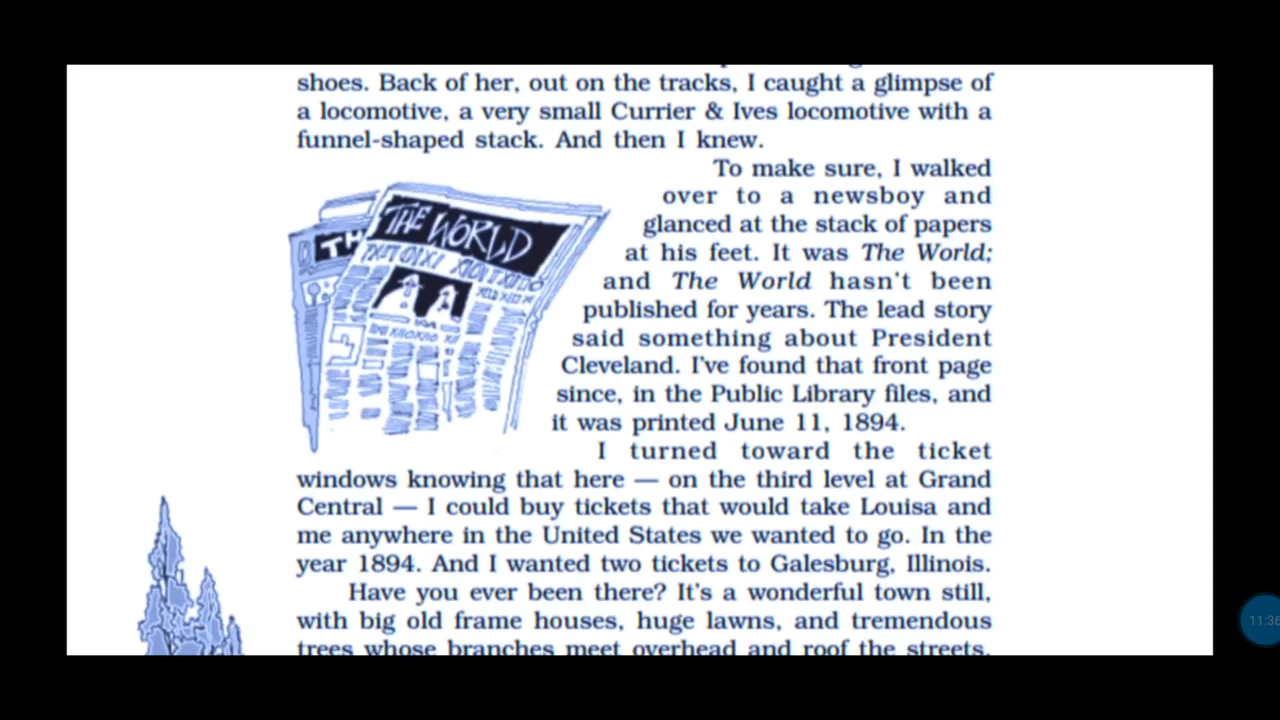 shoes. Back of her, out on the tracks, I caught a glimpse of
a locomotive, a very small Currier & Ives locomotive with a
funnel-shaped stack. And then I knew.
To make sure, I walked
over to a newsboy and
glanced at the stack of papers
at his feet. It was The World;
and The World hasn't been
published for years. The lead story
said something about President
Cleveland. I've found that front page
since, in the Public Library files, and
it was printed June 11, 1894.
TH
THE WORLD
I turned toward the ticket
windows knowing that here — on the third level at Grand
Central — I could buy tickets that would take Louisa and
me anywhere in the United States we wanted to go. In the
year 1894. And I wanted two tickets to Galesburg, Illinois.
Have you ever been there? It's a wonderful town still,
with big old frame houses, huge lawns, and tremendous
trees whose branches meet overhead and roof the streets.
11:36